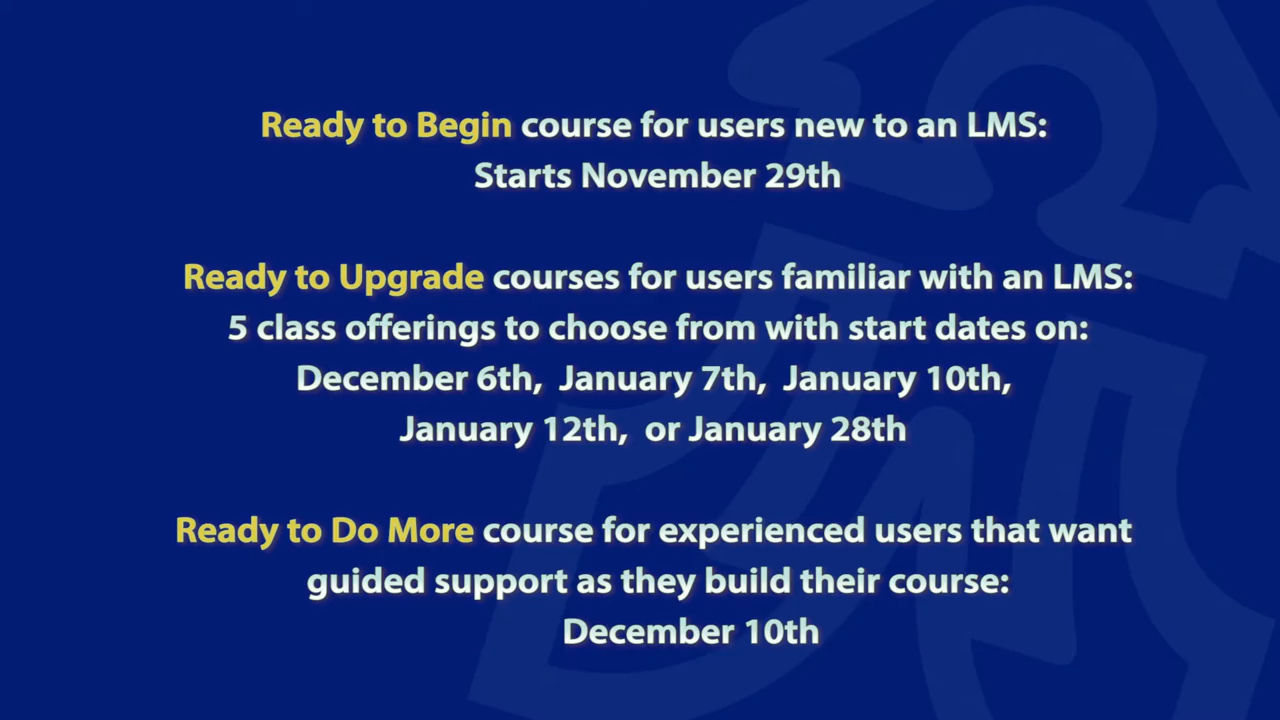 Ready to Begin course for users new to an LMS:
Starts November 29th
Ready to Upgrade courses for users familiar with an LMS:
5 class offerings to choose from with start dates on:
December 6th, January 7th, January 10th,
January 12th, or January 28th
Ready to Do More course for experienced users that want
guided support as they build their course:
December 10th